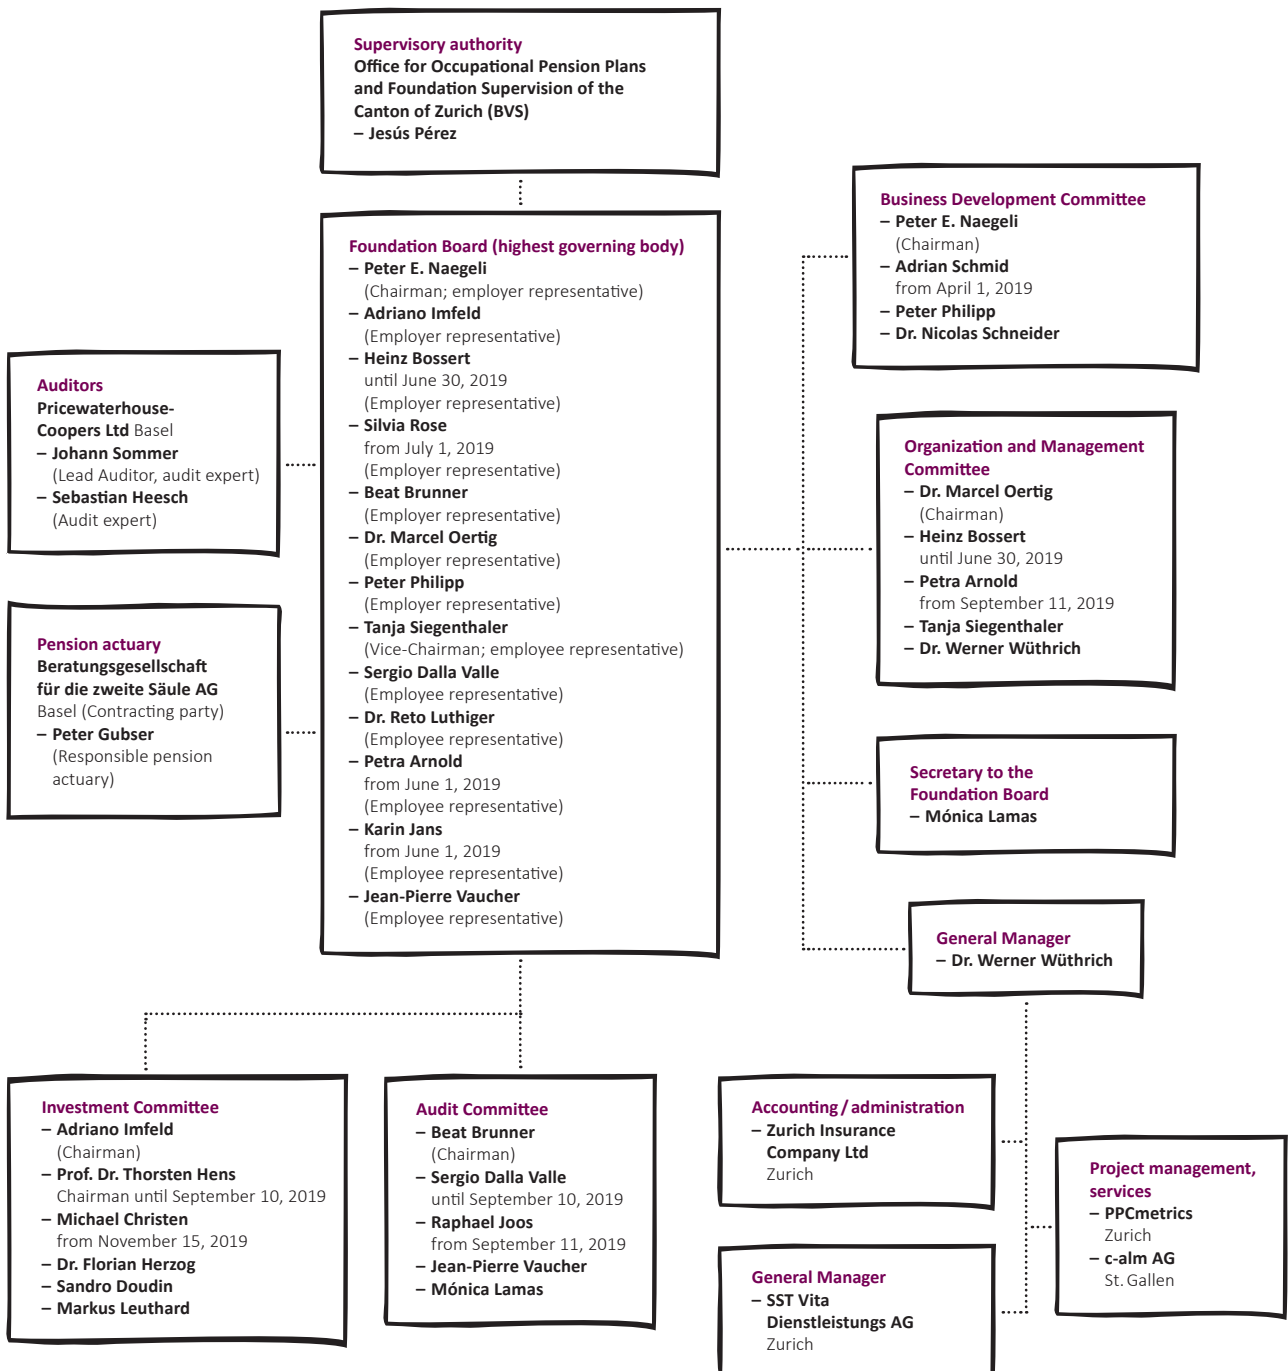 Supervisory authority
Office for Occupational Pension Plans
and Foundation Supervision of the
Canton of Zurich (BVS)
– Jesús Pérez
Foundation Board (highest governing body)
– Peter E. Naegeli
(Chairman; employer representative)
– Adriano Imfeld
(Employer representative)
– Heinz Bossert
until June 30, 2019
(Employer representative)
– Silvia Rose
from July 1, 2019
(Employer representative)
– Beat Brunner
(Employer representative)
– Dr. Marcel Oertig
(Employer representative)
– Peter Philipp
(Employer representative)
– Tanja Siegenthaler
(Vice-Chairman; employee representative)
– Sergio Dalla Valle
(Employee representative)
– Dr. Reto Luthiger
(Employee representative)
– Petra Arnold
from June 1, 2019
(Employee representative)
– Karin Jans
from June 1, 2019
(Employee representative)
– Jean-Pierre Vaucher
(Employee representative)
Auditors
Pricewaterhouse-
Coopers Ltd Basel
– Johann Sommer
(Lead Auditor, audit expert)
– Sebastian Heesch
(Audit expert)
Pension actuary
Beratungsgesellschaft
für die zweite Säule AG
Basel (Contracting party)
– Peter Gubser
(Responsible pension
actuary)
Business Development Committee
– Peter E. Naegeli
(Chairman)
– Adrian Schmid
from April 1, 2019
– Peter Philipp
– Dr. Nicolas Schneider
Organization and Management
Committee
– Dr. Marcel Oertig
(Chairman)
– Heinz Bossert
until June 30, 2019
– Petra Arnold
from September 11, 2019
– Tanja Siegenthaler
– Dr. Werner Wüthrich
Secretary to the
Foundation Board
– Mónica Lamas
General Manager
– Dr. Werner Wüthrich
Investment Committee
– Adriano Imfeld
(Chairman)
– Prof. Dr. Thorsten Hens
Chairman until September 10, 2019
– Michael Christen
from November 15, 2019
– Dr. Florian Herzog
– Sandro Doudin
– Markus Leuthard
Audit Committee
– Beat Brunner
(Chairman)
– Sergio Dalla Valle
until September 10, 2019
– Raphael Joos
from September 11, 2019
– Jean-Pierre Vaucher
– Mónica Lamas
Accounting / administration
– Zurich Insurance
Company Ltd
Zurich
General Manager
– SST Vita
Dienstleistungs AG
Zurich
Project management,
services
– PPCmetrics
Zurich
– c-alm AG
St. Gallen